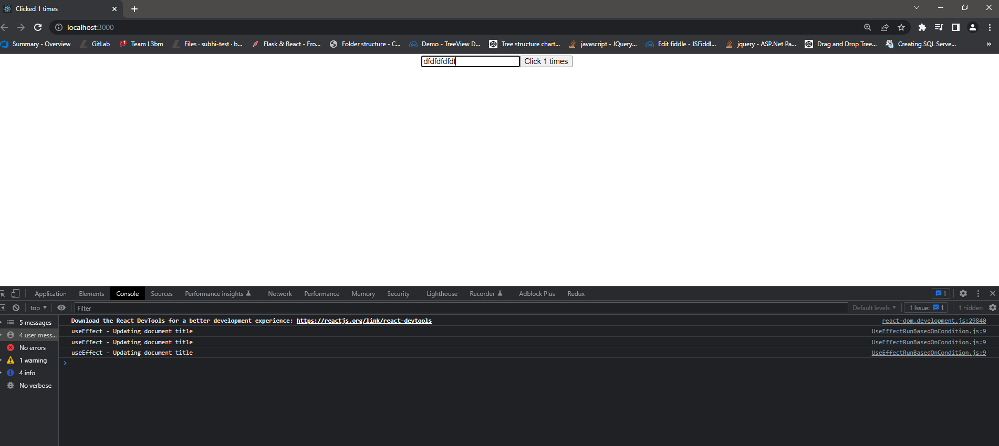 Clicked 1 times
localhost:3000
Summary - Overview GitLab 1 Team L3bm Files · subhi-test · b... Flask & React - Fro... Folder structure - C... Demo - TreeView D... Tree structure chart... javascript - JQuery... Edit fiddle - JSFiddl... jquery - ASP.Net Pa... Drag and Drop Tree... Creating SQL Serve... »
dfdfdfdfdf Click 1 times
Application Elements Console Sources Performance insights Network Performance Memory Security Lighthouse Recorder Adblock Plus Redux 1
top Filter Default levels 1 Issue: 1 1 hidden
5 messages
4 user mess...
No errors
1 warning
4 info
No verbose
Download the React DevTools for a better development experience: https://reactjs.org/link/react-devtools react-dom.development.js:29840
useEffect - Updating document title UseEffectRunBasedOnCondition.js:9
useEffect - Updating document title UseEffectRunBasedOnCondition.js:9
useEffect - Updating document title UseEffectRunBasedOnCondition.js:9